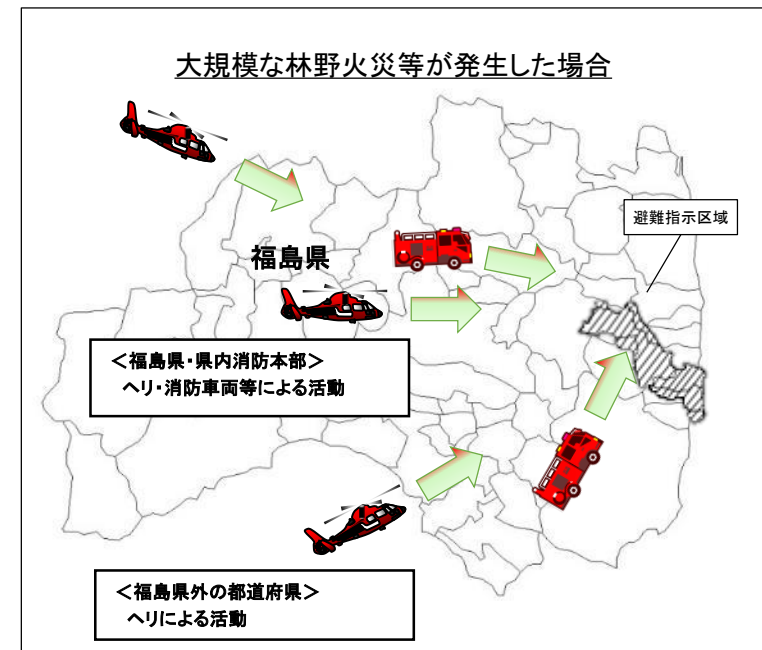 大規模な林野火災等が発生した場合
避難指示区域
福島県
＜福島県・県内消防本部＞
ヘリ・消防車両等による活動
＜福島県外の都道府県＞
ヘリによる活動